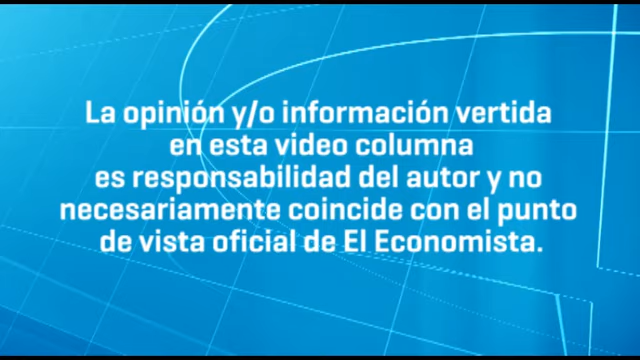 La opinión y/o información vertida
en esta video columna
es responsabilidad del autor y no
necesariamente coincide con el punto
de vista oficial de El Economista.